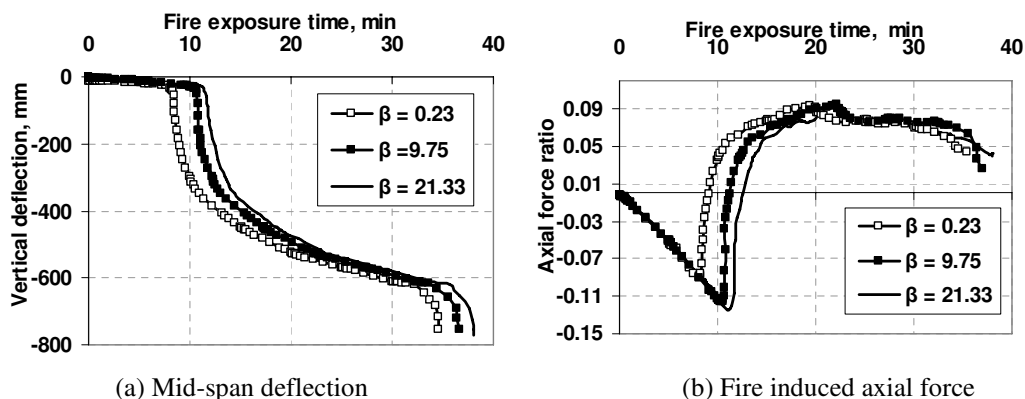 Fire exposure time, min
0 10 20 30 40
0
-200
-400
-600
-800
Vertical deflection, mm
β = 0.23
β =9.75
β = 21.33
(a) Mid-span deflection
Fire exposure time, min
0 10 20 30 40
0.09
0.05
0.01
-0.03
-0.07
-0.11
-0.15
Axial force ratio
β = 0.23
β = 9.75
β = 21.33
(b) Fire induced axial force